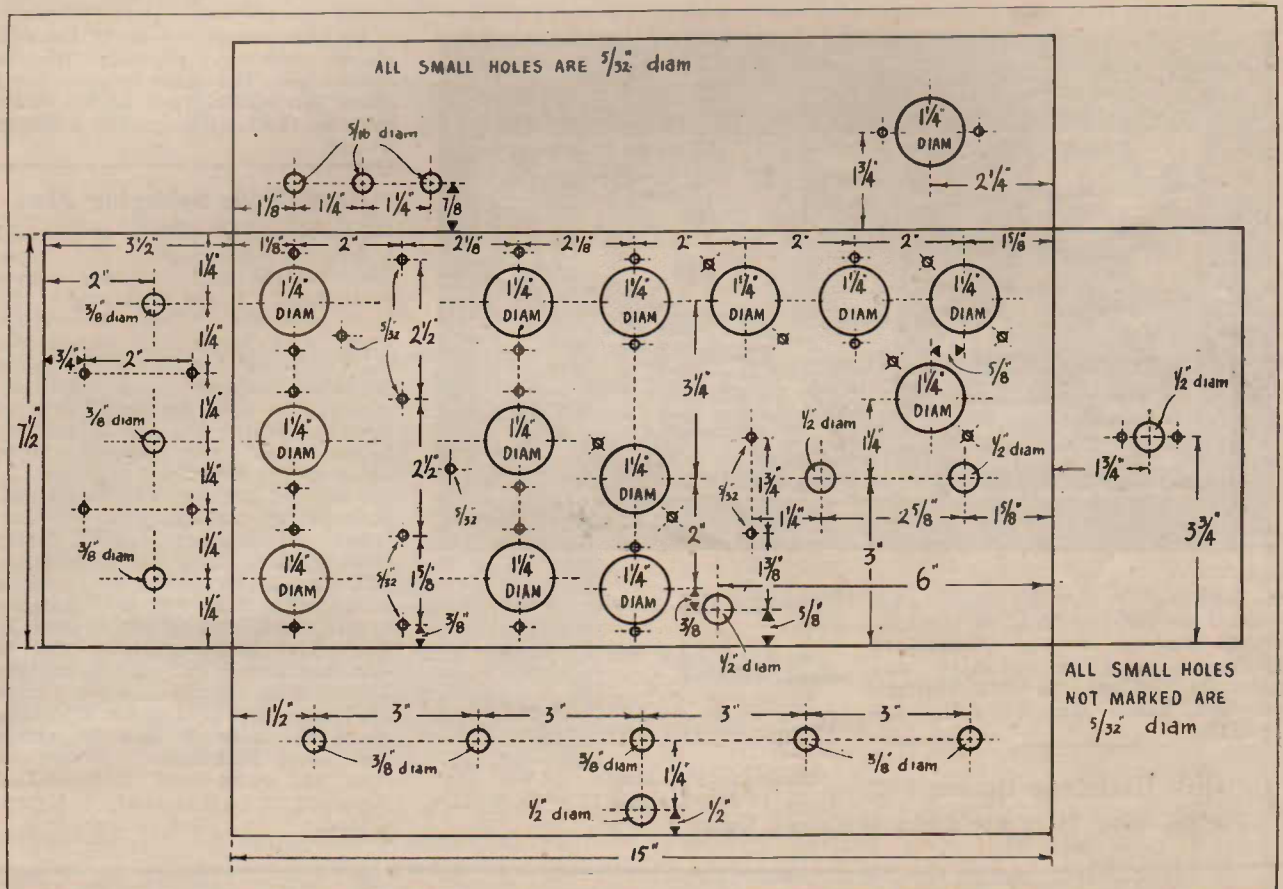 ALL SMALL HOLES ARE 5/32" diam
5/16" diam
1 1/4"
DIAM
1 3/4"
2 1/4"
1 1/8" 1 1/4" 1 1/4" 7/8
3 1/2" 1 1/8" 2" 2 1/8" 2 1/8" 2" 2" 2" 1 5/8"
1 1/4"
2"
3/8" diam
1 1/4"
DIAM
1 1/4"
DIAM
1 1/4"
DIAM
1 1/4"
DIAM
1 1/4"
DIAM
1 1/4"
DIAM
5/32"
2 1/2"
1 1/4"
3/4" 2"
3 1/4"
5/8"
1 1/4"
DIAM
1 1/4"
1/2" diam
7 1/2"
3/8" diam
1 1/4"
1 1/4"
DIAM
1 1/4"
DIAM
1/2" diam
1/2" diam
1 3/4"
2 1/2"
5/32"
1 1/4"
DIAM
5/32"
1 3/4"
1 1/4"
1 1/4" 2 5/8" 1 5/8"
2"
3 3/4"
3/8" diam
1 1/4"
1 1/4"
1 1/4"
DIAM
5/32"
1 5/8"
3/8"
1 1/4"
DIAM
1 1/4"
DIAM
3/8
1 3/8"
3"
6"
5/8"
1/2" diam
ALL SMALL HOLES
NOT MARKED ARE
5/32" diam
1 1/2" 3" 3" 3" 3"
3/8" diam 3/8" diam 3/8" diam
1 1/4"
1/2" diam 1/2"
15"